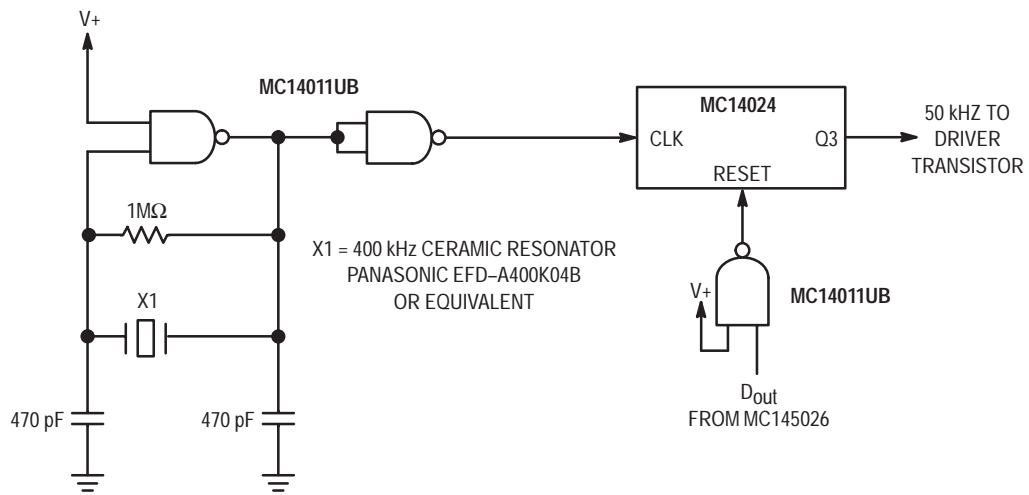 V+
MC14011UB
MC14024
CLK
Q3
RESET
50 kHZ TO
DRIVER
TRANSISTOR
1MΩ
X1 = 400 kHz CERAMIC RESONATOR
PANASONIC EFD–A400K04B
OR EQUIVALENT
X1
V+
MC14011UB
470 pF
470 pF
Dout
FROM MC145026